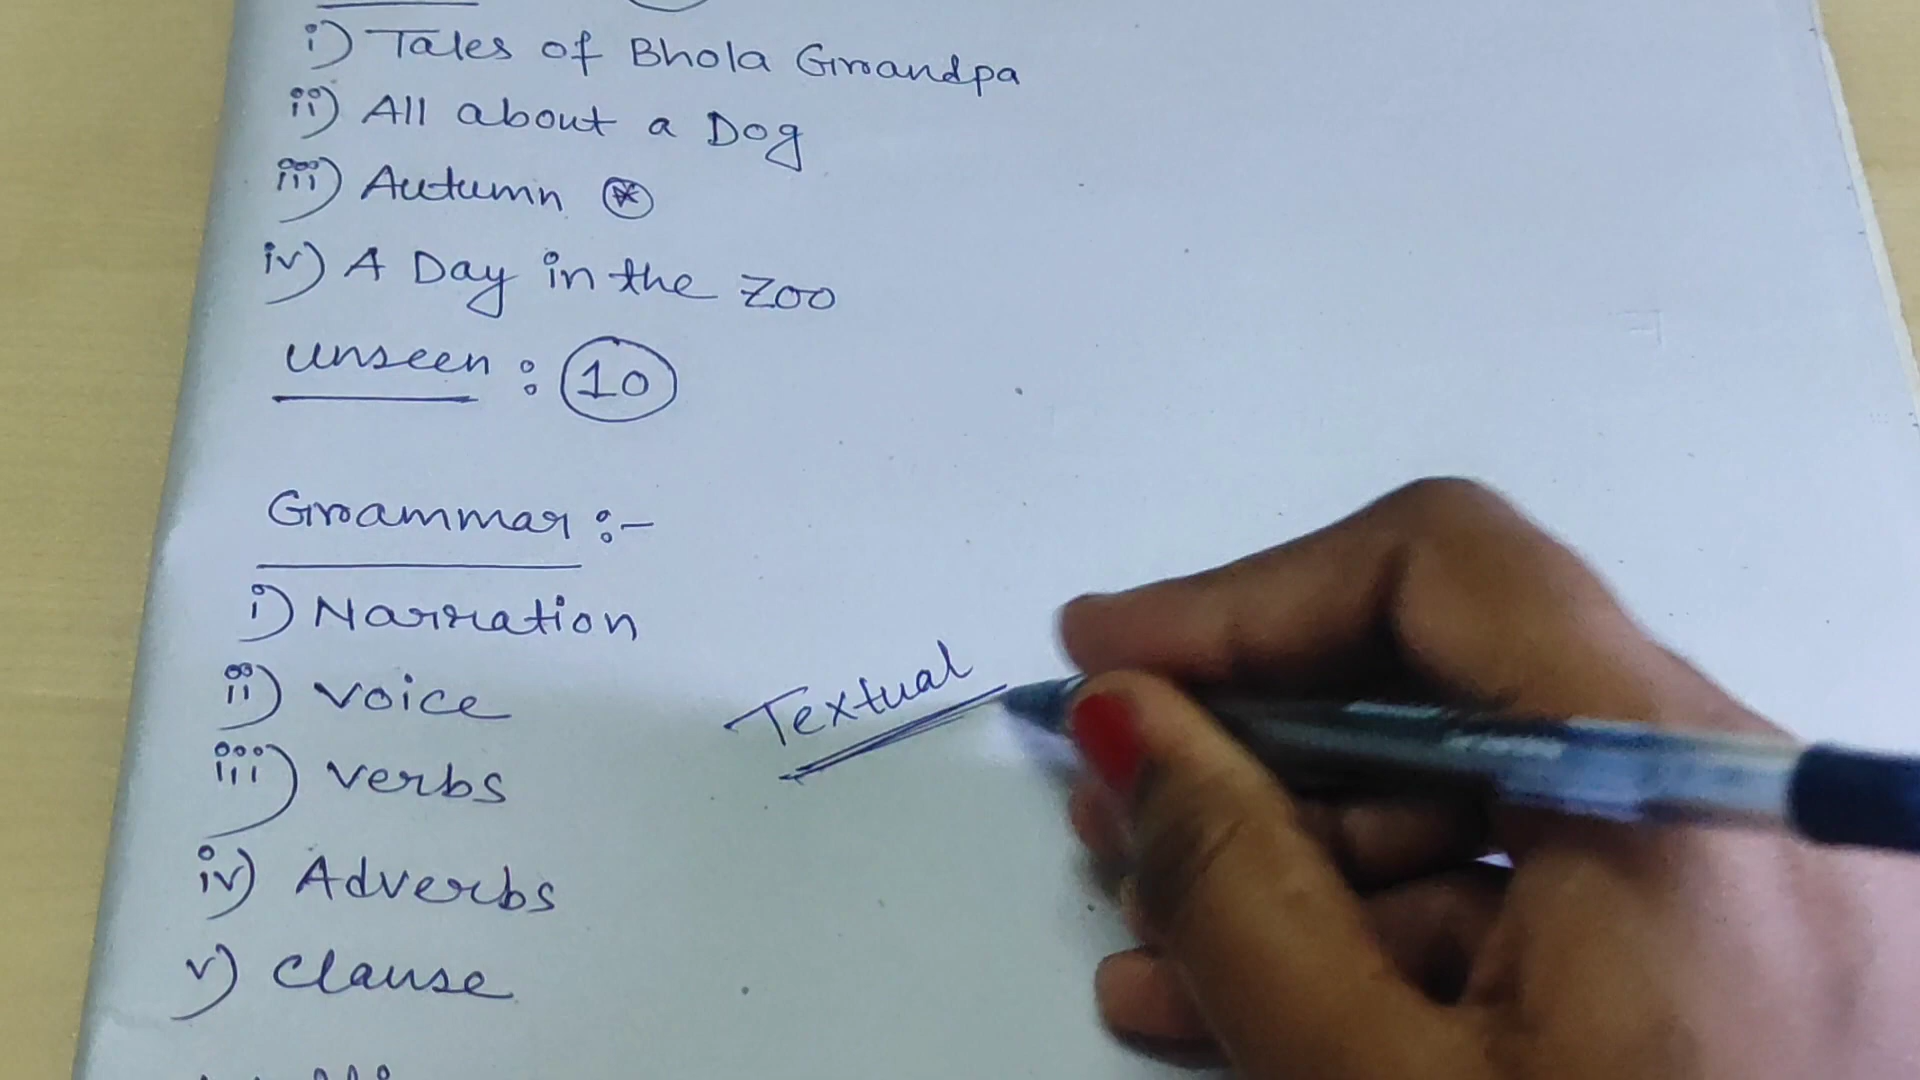 i) Tales of Bhola Grandpa
ii) All about a Dog
iii) Autumn
iv) A Day in the Zoo
unseen : 10
Grammar :-
i) Narration
ii) voice
iii) verbs
Textual
iv) Adverbs
v) Clause